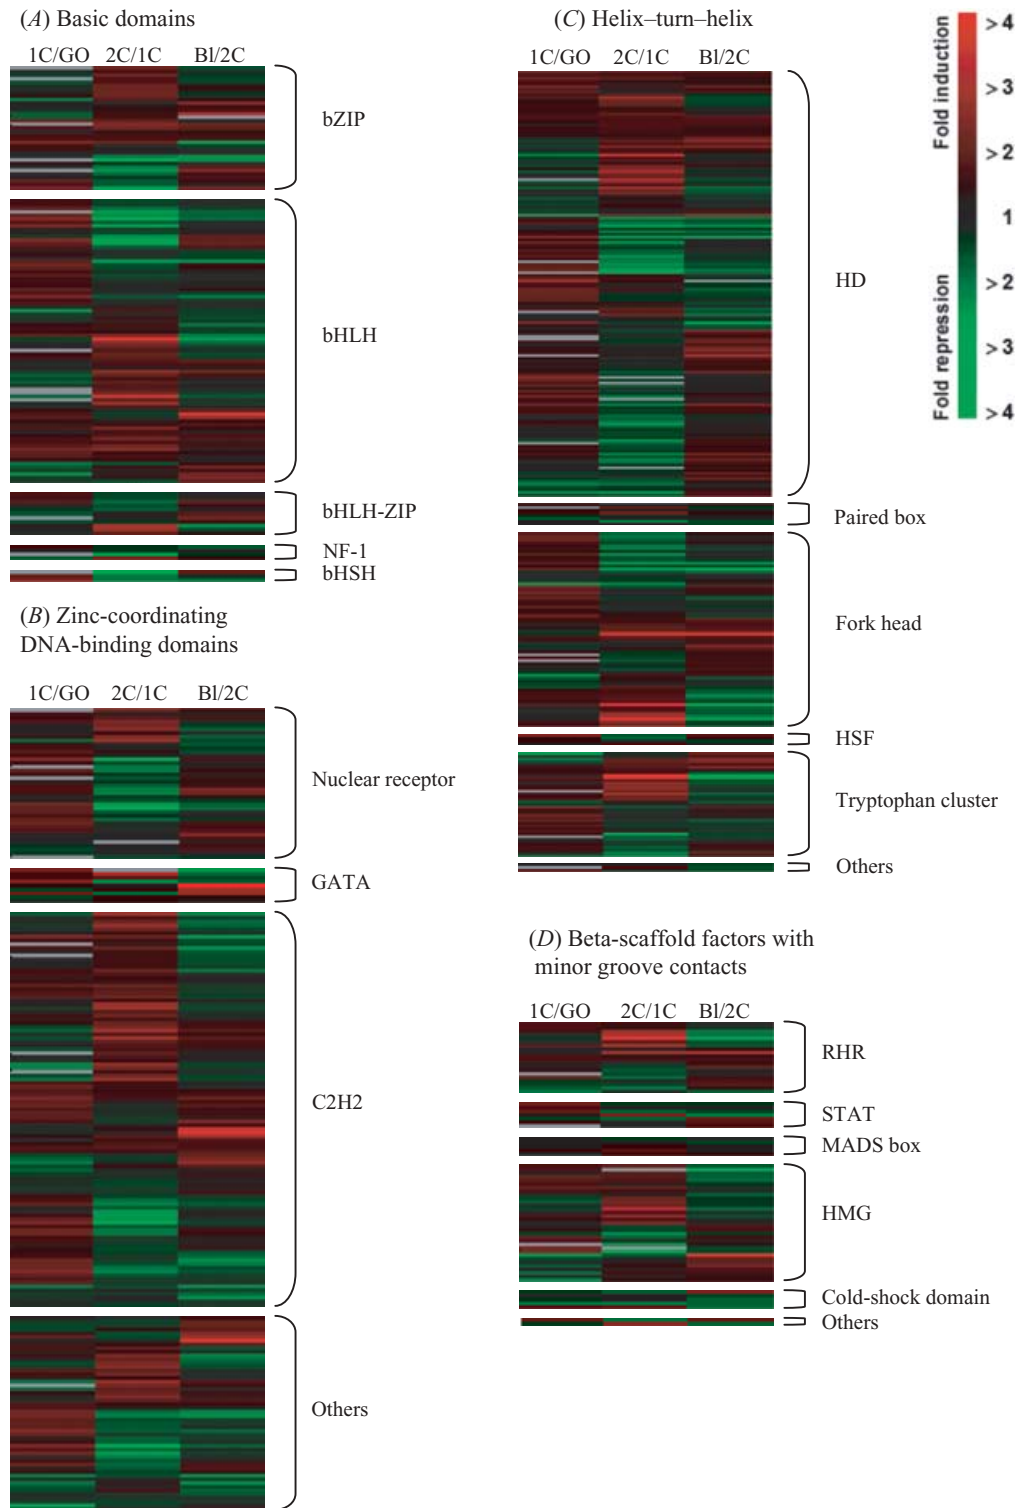 (A) Basic domains
1C/GO 2C/1C Bl/2C
bZIP
bHLH
bHLH-ZIP
NF-1
bHSH
(B) Zinc-coordinating
DNA-binding domains
1C/GO 2C/1C Bl/2C
Nuclear receptor
GATA
C2H2
Others
(C) Helix–turn–helix
1C/GO 2C/1C Bl/2C
HD
Paired box
Fork head
HSF
Tryptophan cluster
Others
(D) Beta-scaffold factors with
minor groove contacts
1C/GO 2C/1C Bl/2C
RHR
STAT
MADS box
HMG
Cold-shock domain
Others
Fold induction
Fold repression
> 4
> 3
> 2
1
> 2
> 3
> 4